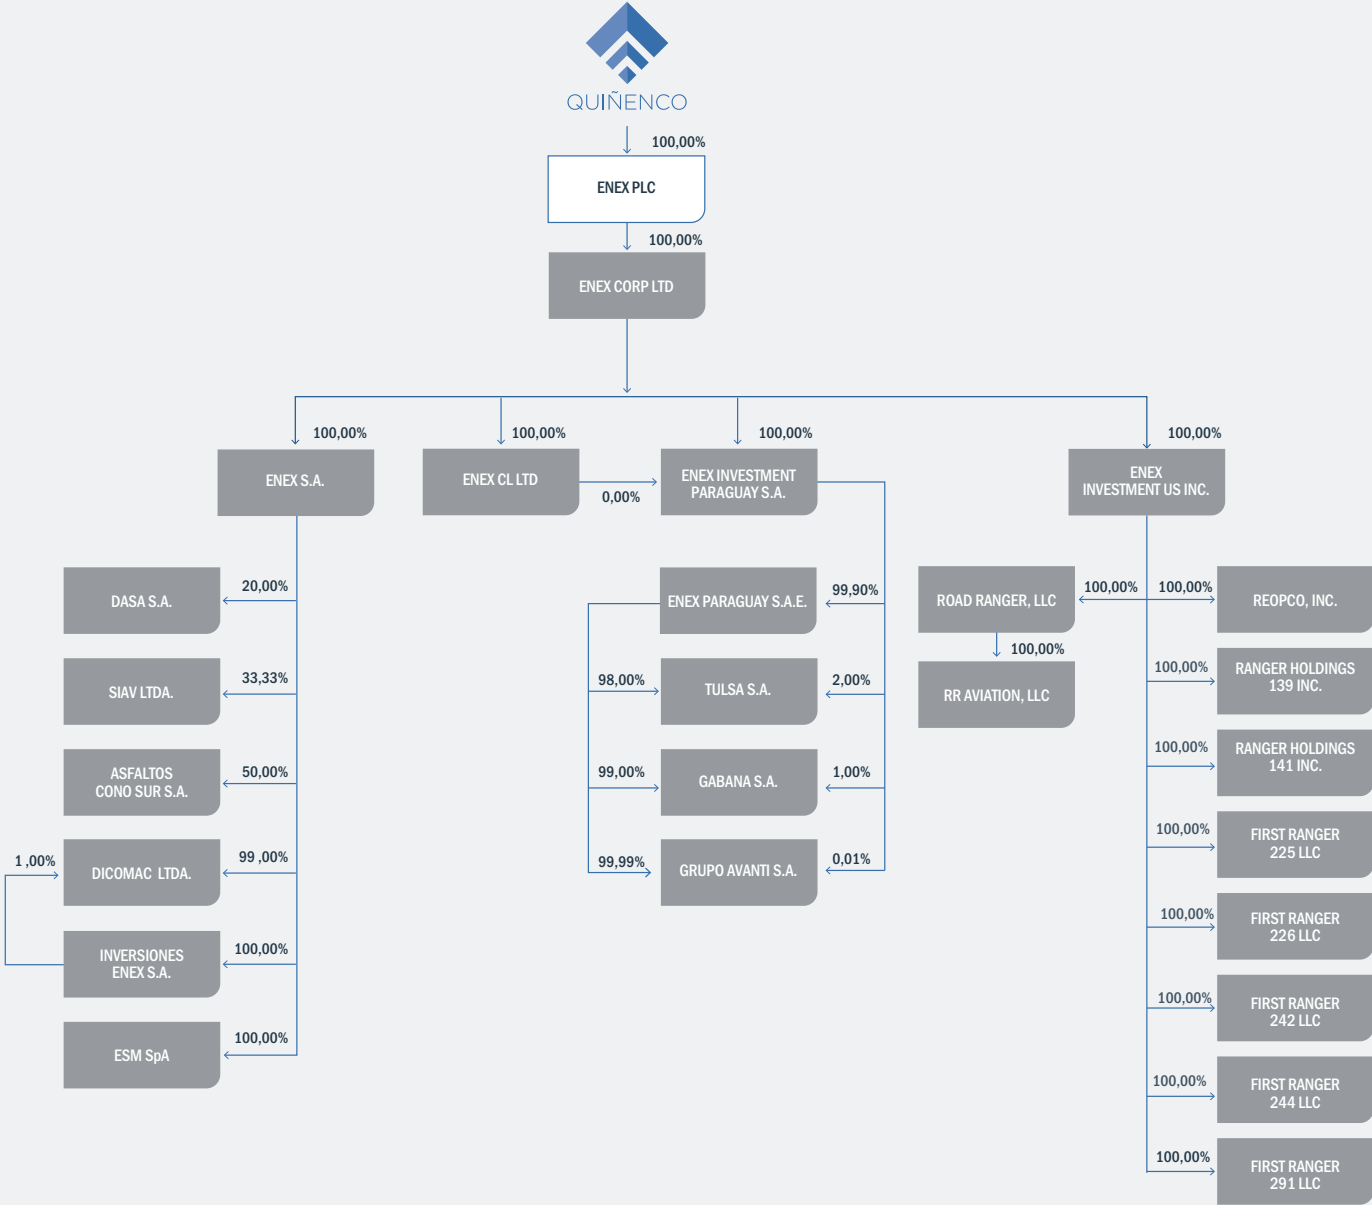 QUIÑENCO
100,00%
ENEX PLC
100,00%
ENEX CORP LTD
100,00%
100,00%
100,00%
100,00%
ENEX S.A.
ENEX CL LTD
0,00%
ENEX INVESTMENT
PARAGUAY S.A.
ENEX
INVESTMENT US INC.
DASA S.A.
20,00%
SIAV LTDA.
33,33%
ASFALTOS
CONO SUR S.A.
50,00%
1 ,00%
DICOMAC LTDA.
99 ,00%
INVERSIONES
ENEX S.A.
100,00%
ESM SpA
100,00%
ENEX PARAGUAY S.A.E.
99,90%
98,00%
TULSA S.A.
2,00%
99,00%
GABANA S.A.
1,00%
99,99%
GRUPO AVANTI S.A.
0,01%
ROAD RANGER, LLC
100,00%
100,00%
RR AVIATION, LLC
100,00%
REOPCO, INC.
100,00%
RANGER HOLDINGS
139 INC.
100,00%
RANGER HOLDINGS
141 INC.
100,00%
FIRST RANGER
225 LLC
100,00%
FIRST RANGER
226 LLC
100,00%
FIRST RANGER
242 LLC
100,00%
FIRST RANGER
244 LLC
100,00%
FIRST RANGER
291 LLC